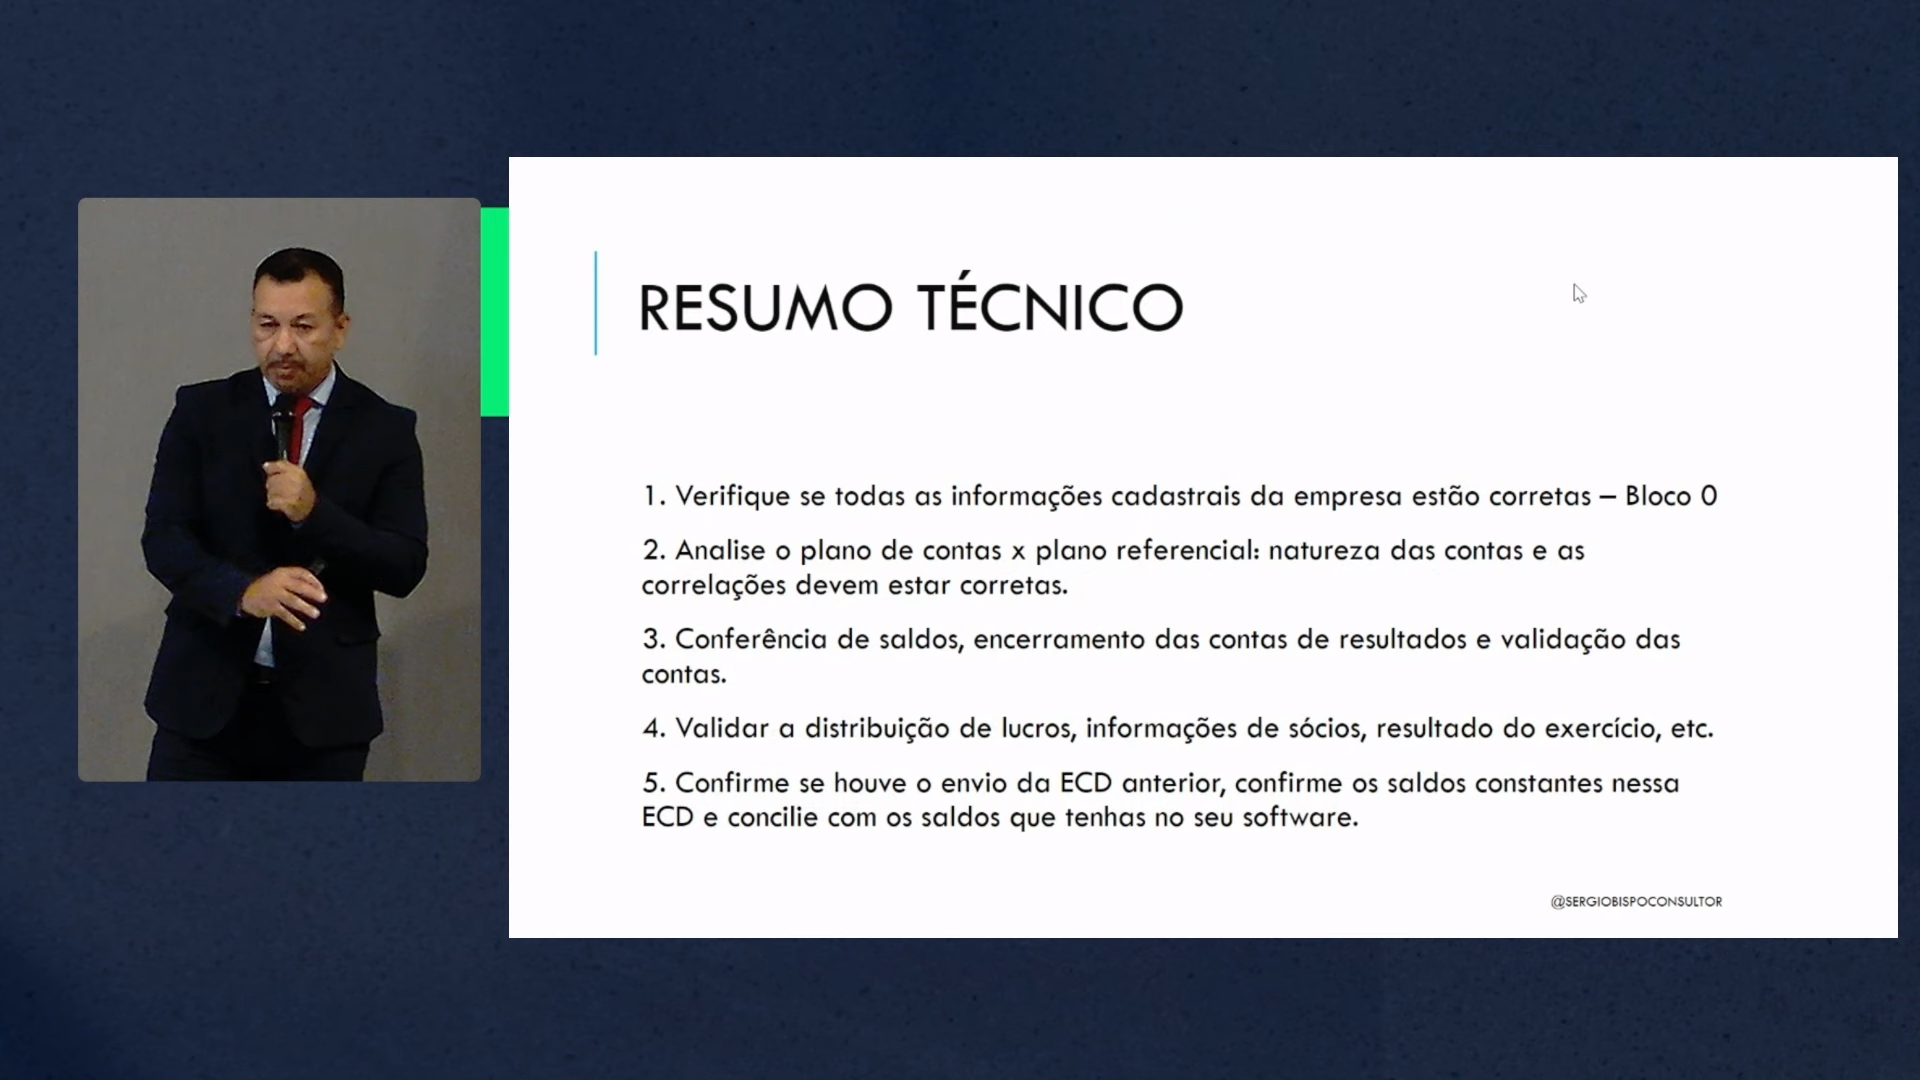 RESUMO TÉCNICO
1. Verifique se todas as informações cadastrais da empresa estão corretas – Bloco 0
2. Analise o plano de contas x plano referencial: natureza das contas e as
correlações devem estar corretas.
3. Conferência de saldos, encerramento das contas de resultados e validação das
contas.
4. Validar a distribuição de lucros, informações de sócios, resultado do exercício, etc.
5. Confirme se houve o envio da ECD anterior, confirme os saldos constantes nessa
ECD e concilie com os saldos que tenhas no seu software.
@SERGIOBISPOCONSULTOR